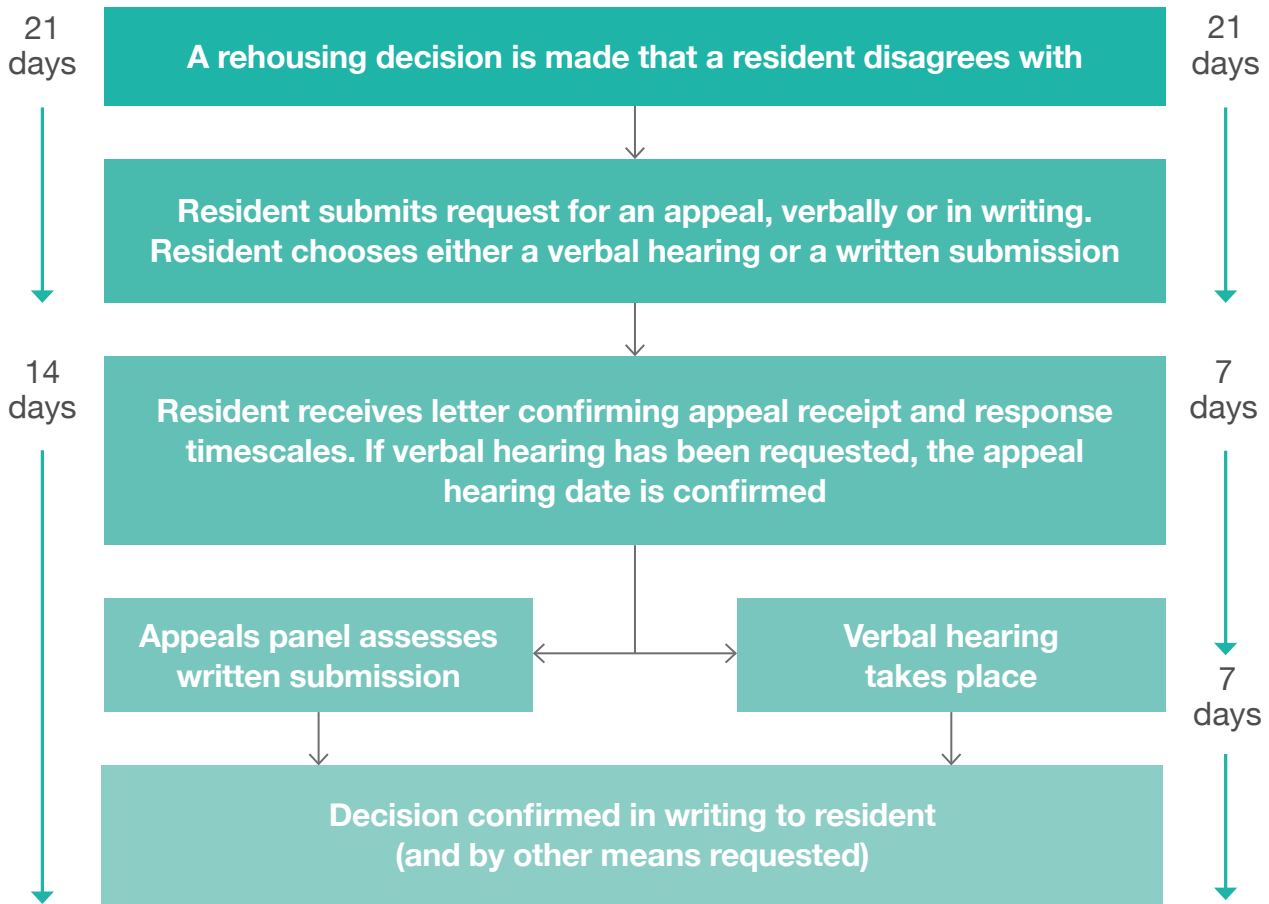 21
days
A rehousing decision is made that a resident disagrees with
21
days
Resident submits request for an appeal, verbally or in writing.
Resident chooses either a verbal hearing or a written submission
14
days
Resident receives letter confirming appeal receipt and response
timescales. If verbal hearing has been requested, the appeal
hearing date is confirmed
7
days
Appeals panel assesses
written submission
Verbal hearing
takes place
7
days
Decision confirmed in writing to resident
(and by other means requested)